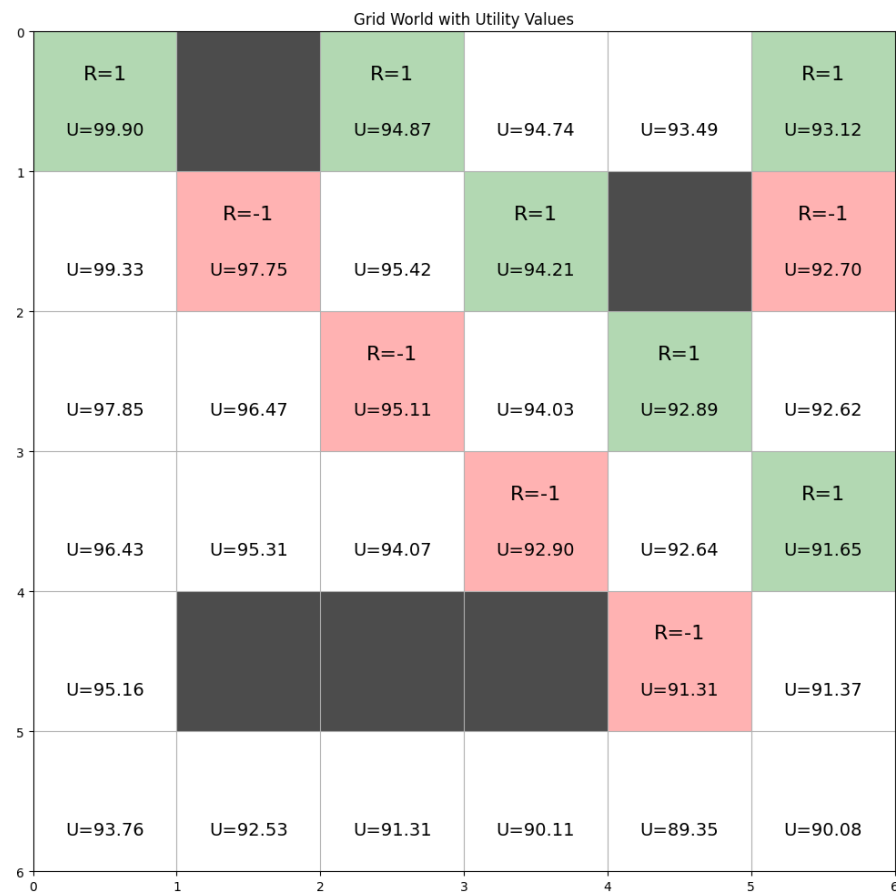 Grid World with Utility Values
0
R=1
R=1
R=1
U=99.90
U=94.87
U=94.74
U=93.49
U=93.12
1
R=-1
R=1
R=-1
U=99.33
U=97.75
U=95.42
U=94.21
U=92.70
2
R=-1
R=1
U=97.85
U=96.47
U=95.11
U=94.03
U=92.89
U=92.62
3
R=-1
R=1
U=96.43
U=95.31
U=94.07
U=92.90
U=92.64
U=91.65
4
R=-1
U=95.16
U=91.31
U=91.37
5
U=93.76
U=92.53
U=91.31
U=90.11
U=89.35
U=90.08
6
0
1
2
3
4
5
6